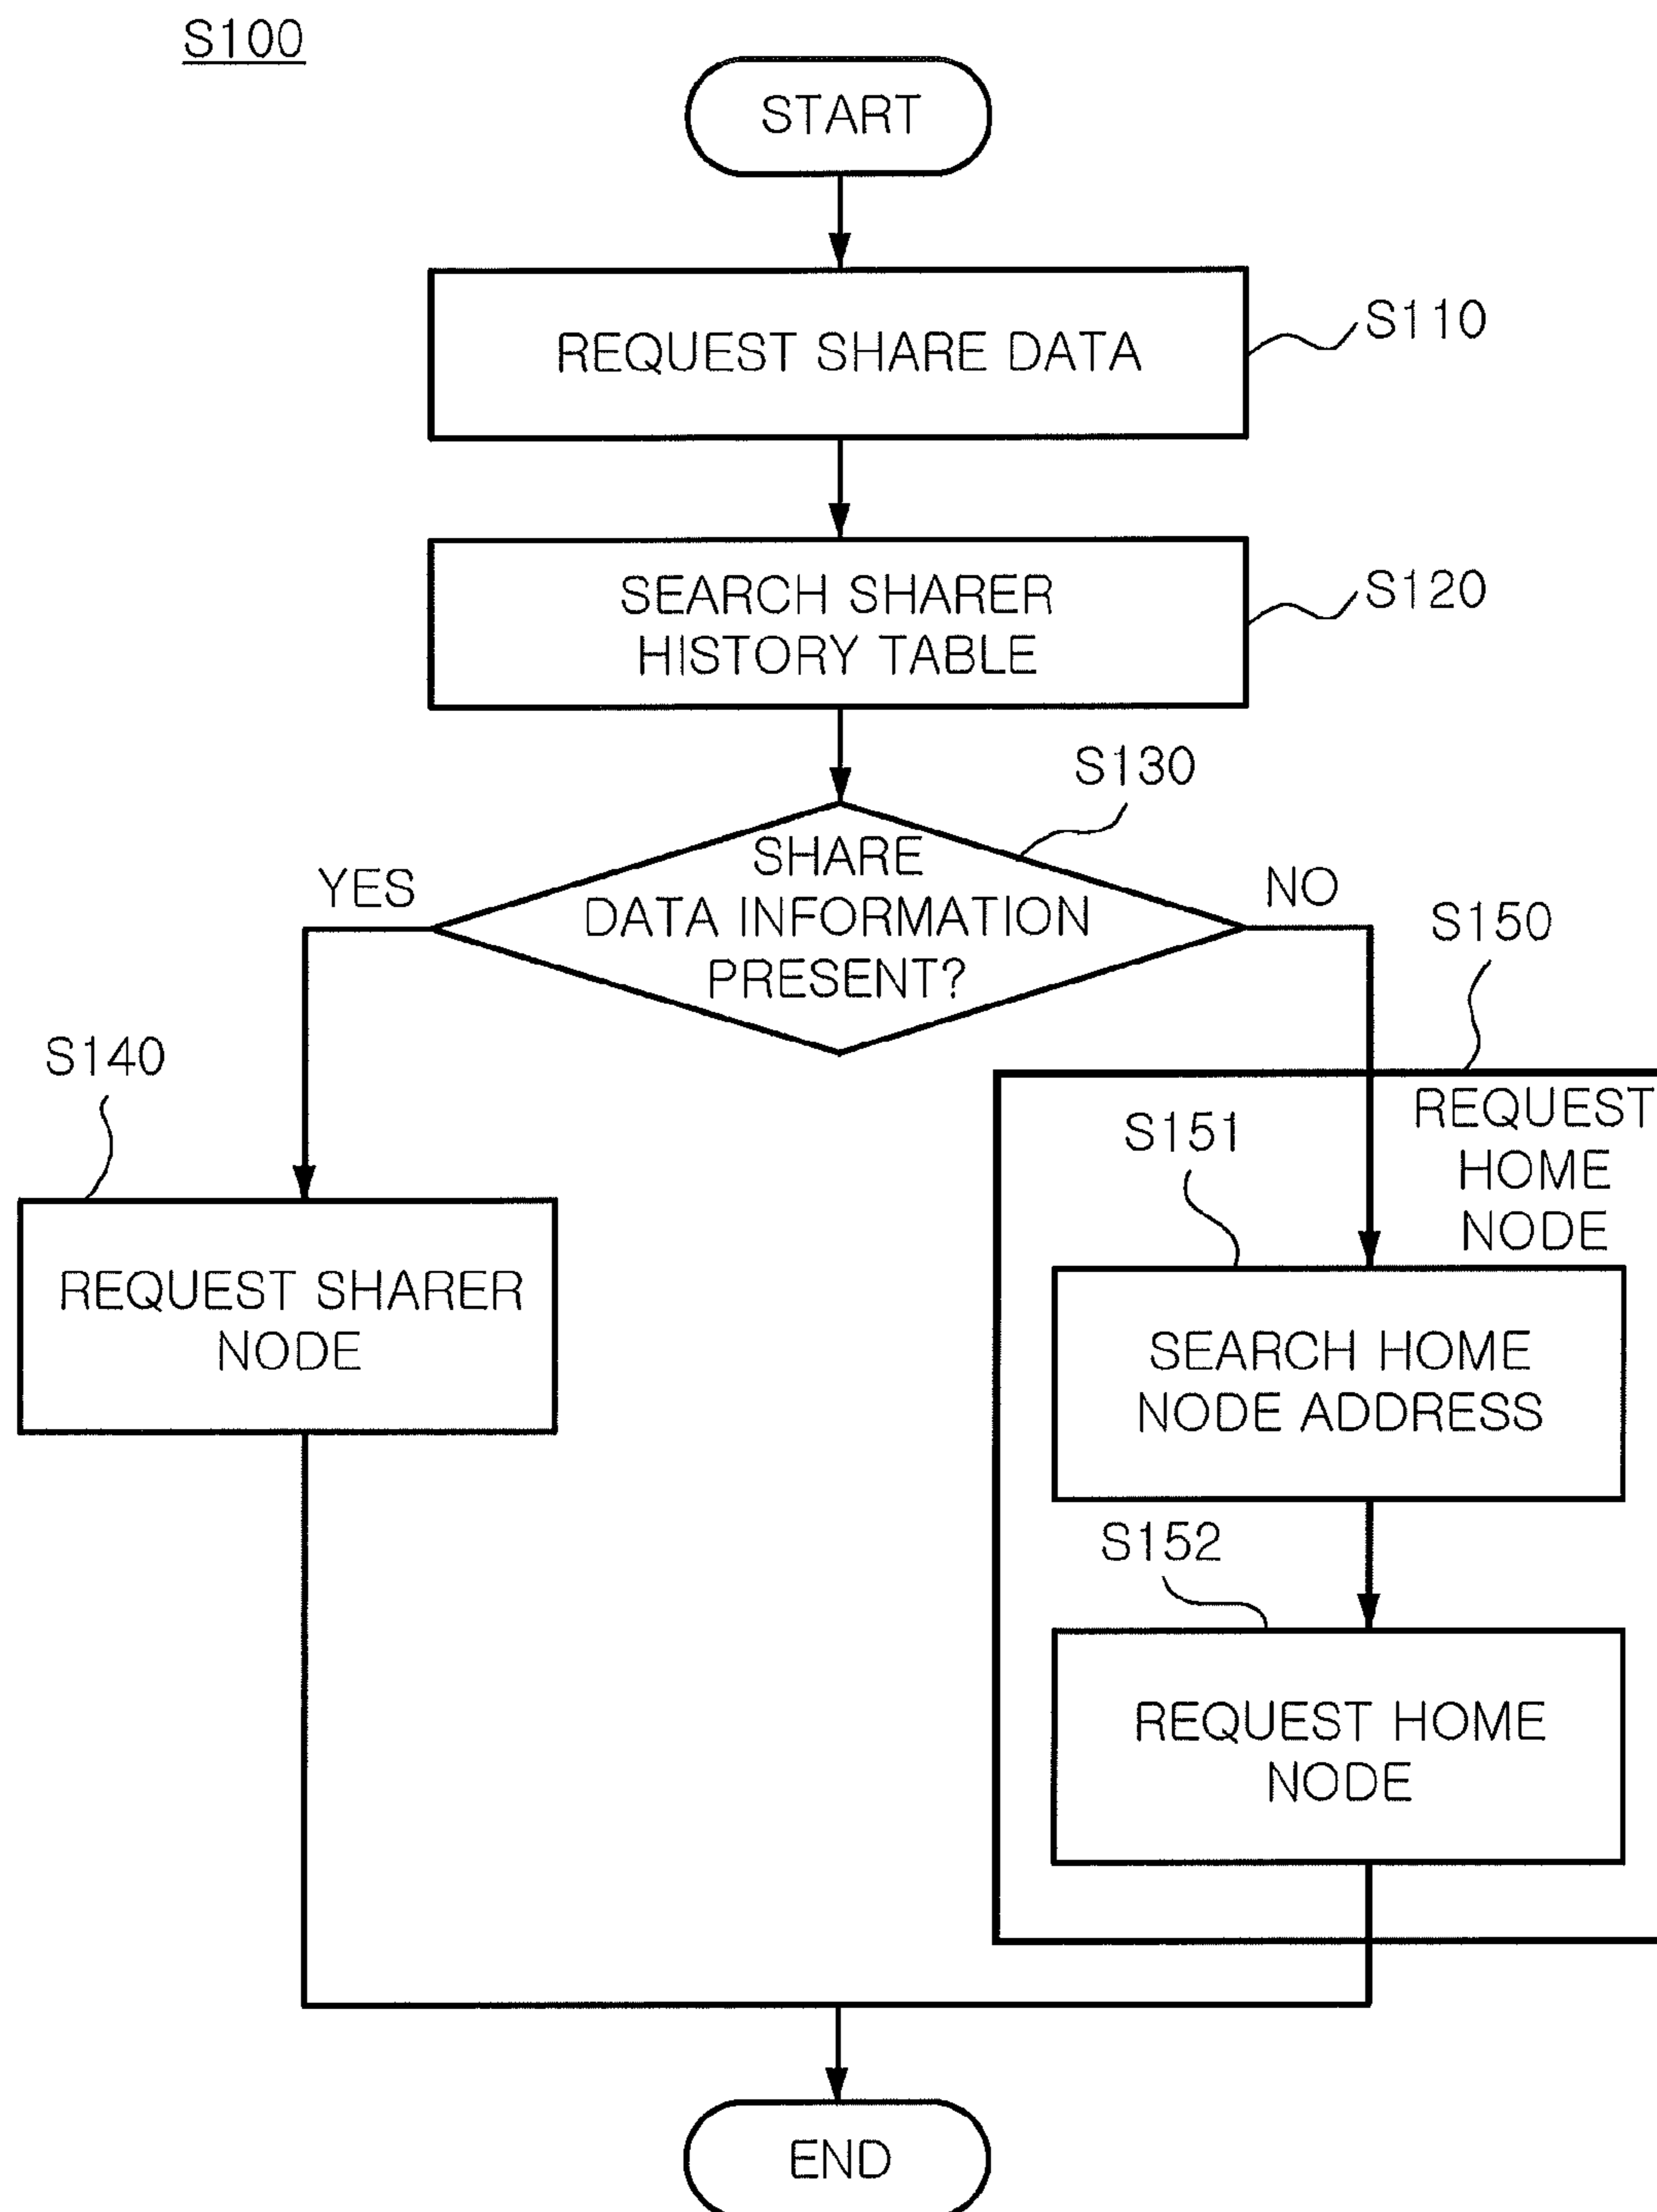 S100
START
REQUEST SHARE DATA
S110
SEARCH SHARER
HISTORY TABLE
S120
S130
SHARE
DATA INFORMATION
PRESENT?
YES
NO
S140
REQUEST SHARER
NODE
S150
REQUEST
HOME
NODE
S151
SEARCH HOME
NODE ADDRESS
S152
REQUEST HOME
NODE
END